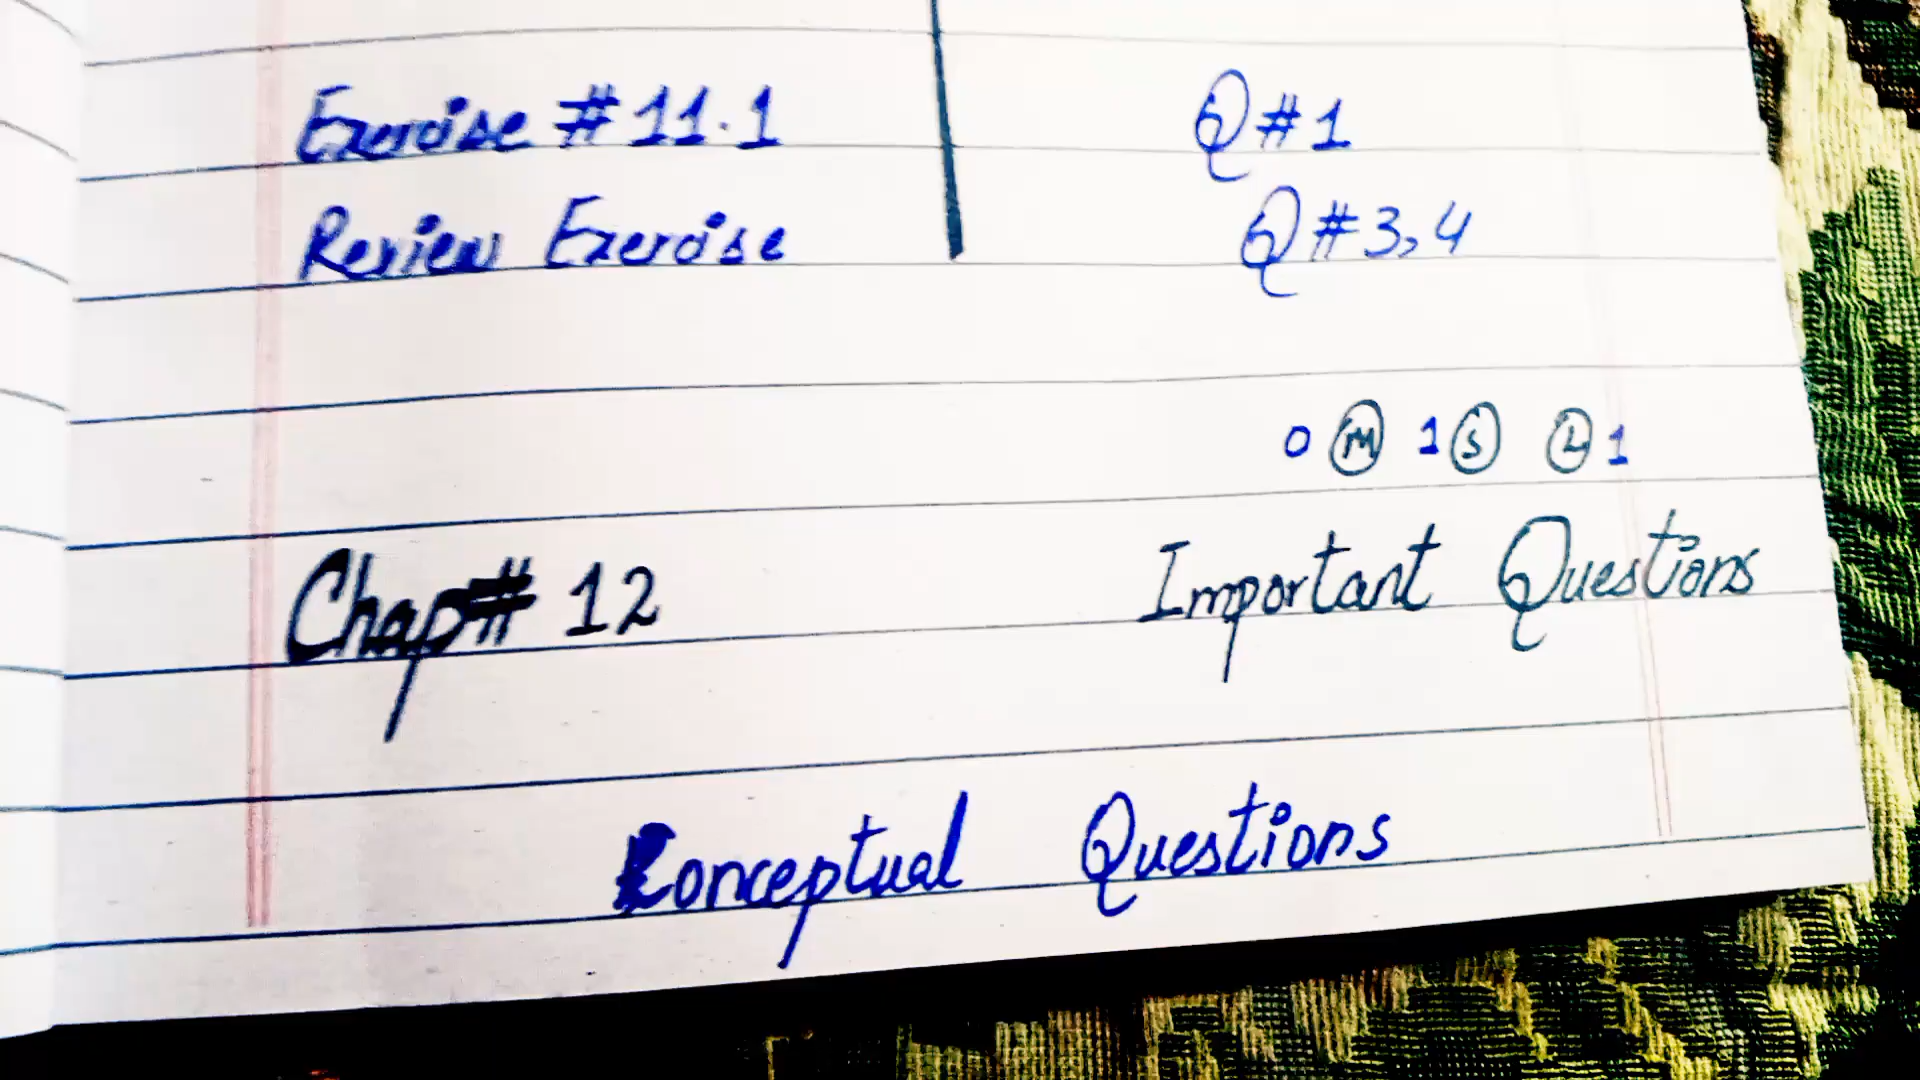 Exercise # 11.1 Q#1
Review Exercise Q#3,4
0 M 1 S L 1
Chap# 12 Important Questions
Conceptual Questions